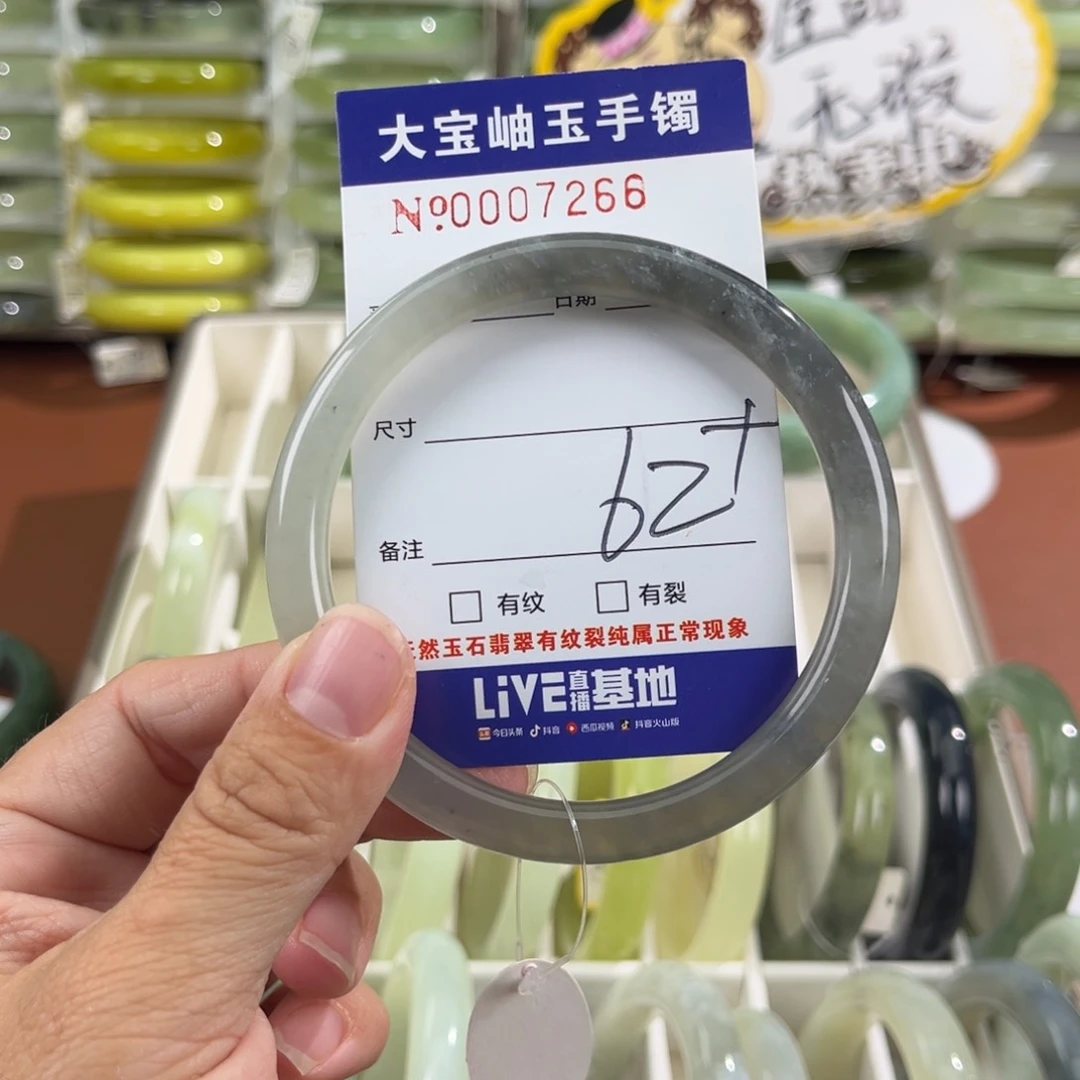 大宝岫玉手镯
No0007266
日期
尺寸
62+
备注
有纹 有裂
然玉石翡翠有纹裂纯属正常现象
LiVE直播基地
今日头条 抖音 西瓜视频 抖音火山版
无瑕